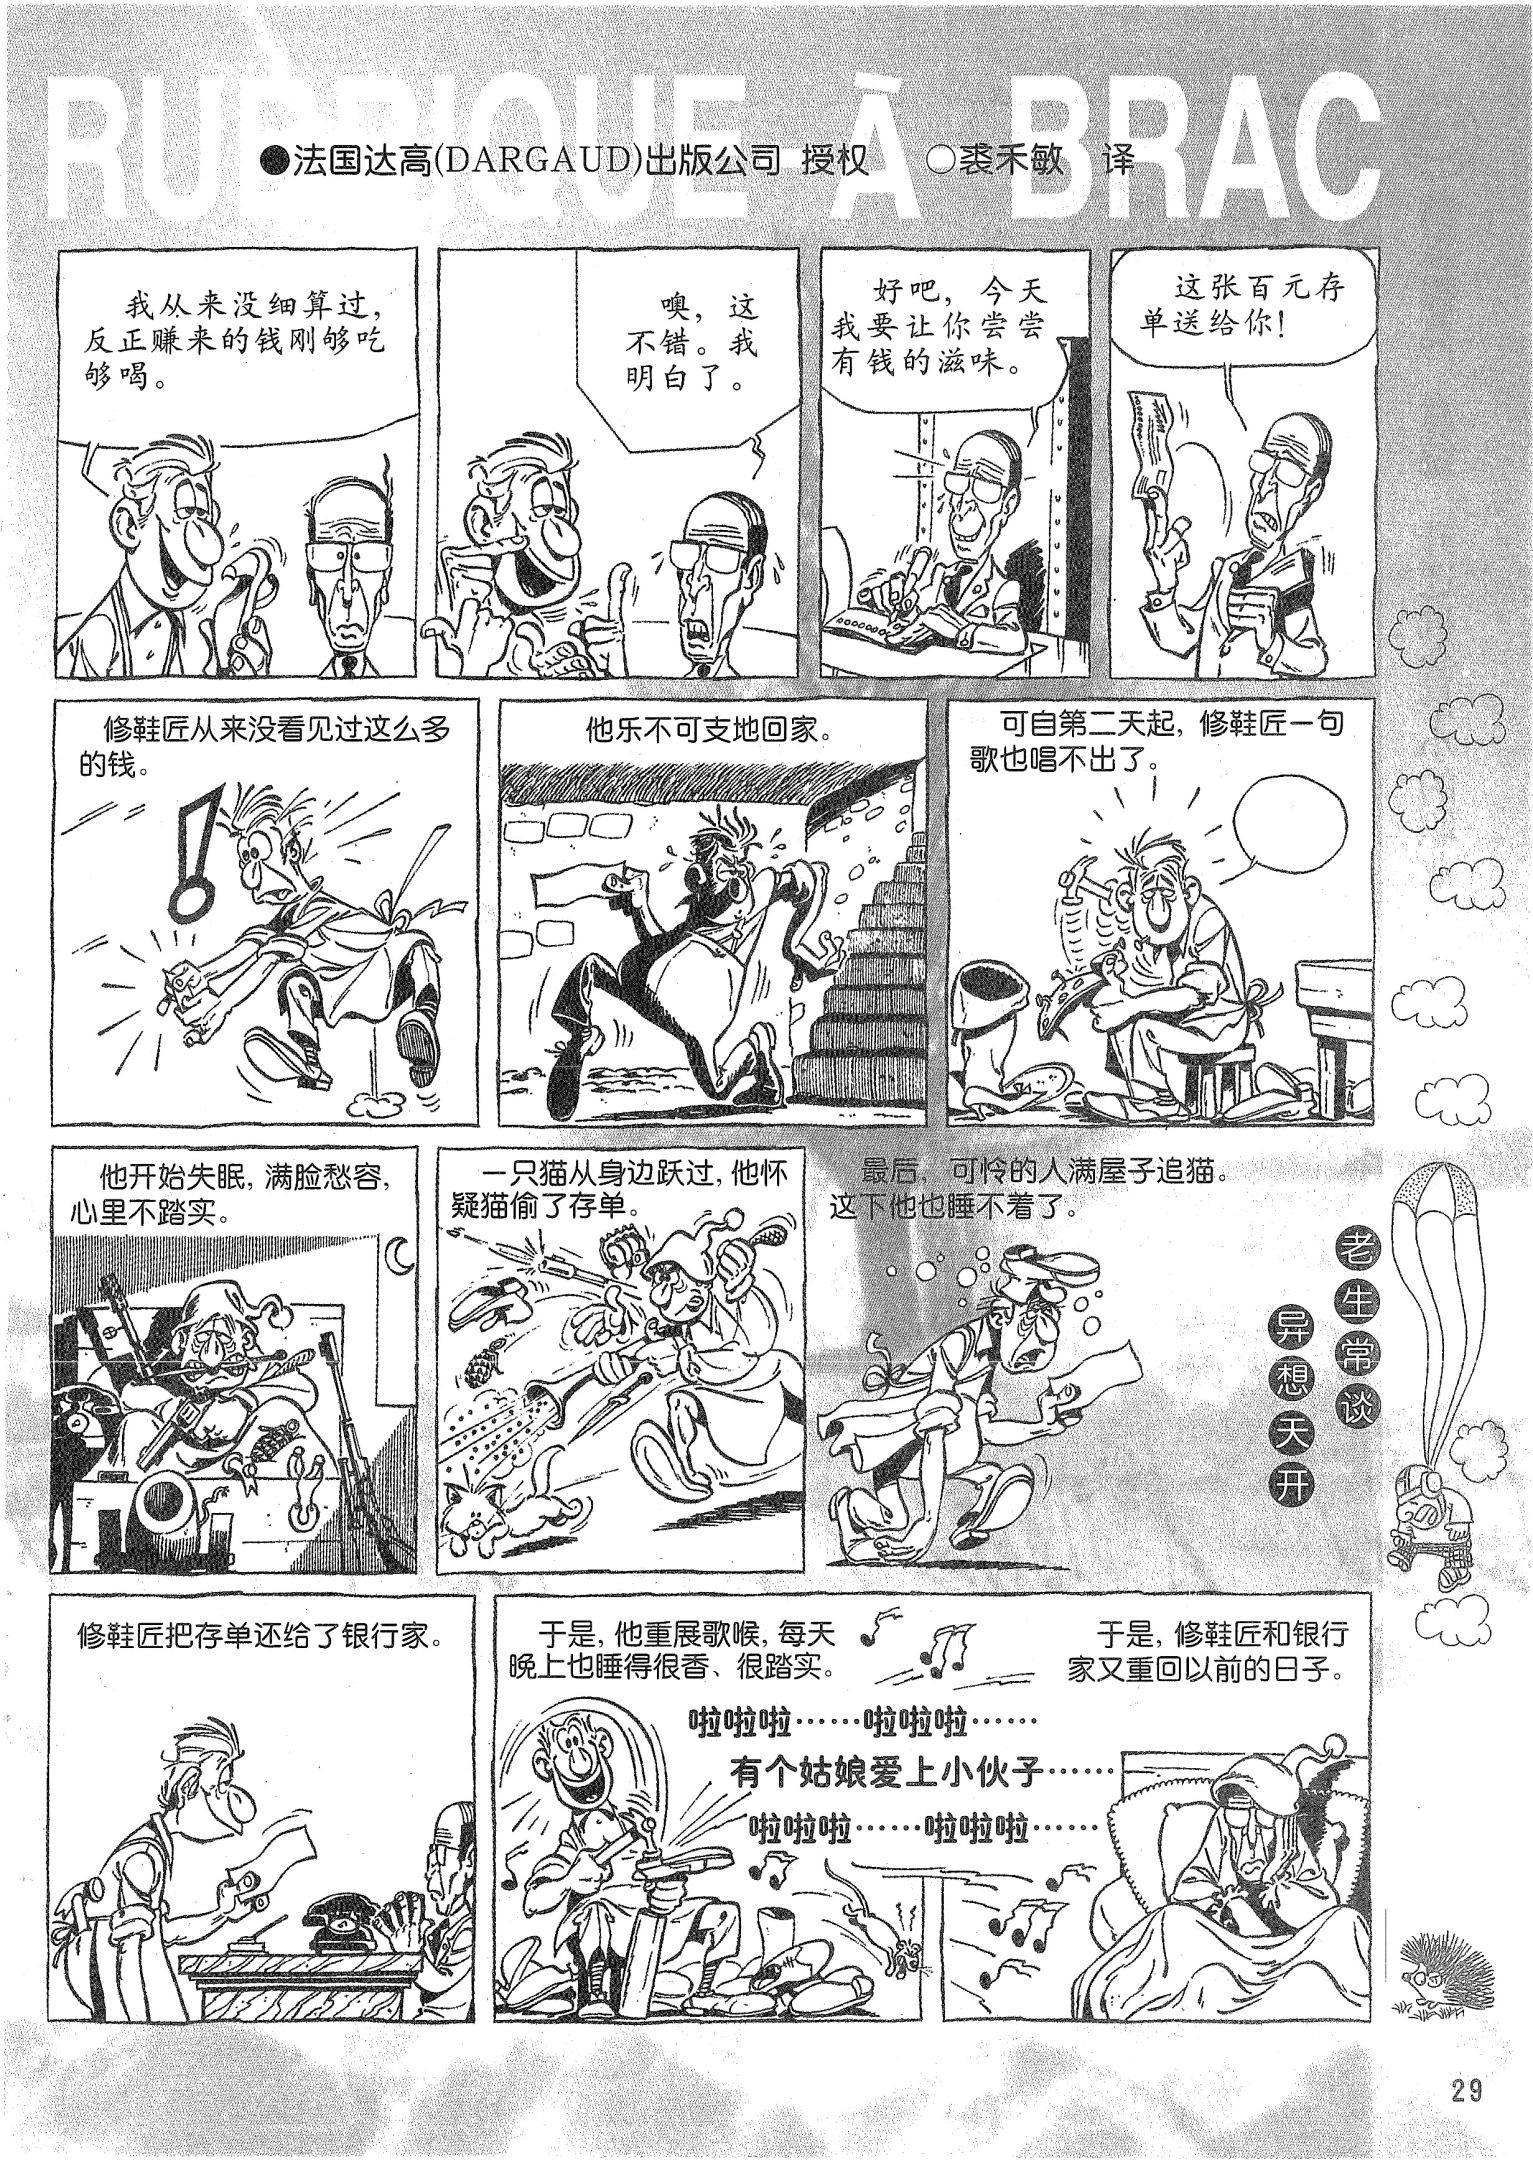 RUBRIQUE À BRAC
●法国达高(DARGAUD)出版公司 授权 ○裘禾敏 译
我从来没细算过,
反正赚来的钱刚够吃
够喝。
噢,这
不错。我
明白了。
好吧,今天
我要让你尝尝
有钱的滋味。
这张百元存
单送给你!
修鞋匠从来没看见过这么多
的钱。
他乐不可支地回家。
可自第二天起,修鞋匠一句
歌也唱不出了。
他开始失眠,满脸愁容,
心里不踏实。
一只猫从身边跃过,他怀
疑猫偷了存单。
最后,可怜的人满屋子追猫。
这下他也睡不着了。
老生常谈
异想天开
修鞋匠把存单还给了银行家。
于是,他重展歌喉,每天
晚上也睡得很香、很踏实。
于是,修鞋匠和银行
家又重回以前的日子。
啦啦啦……啦啦啦……
有个姑娘爱上小伙子……
啦啦啦……啦啦啦……
29